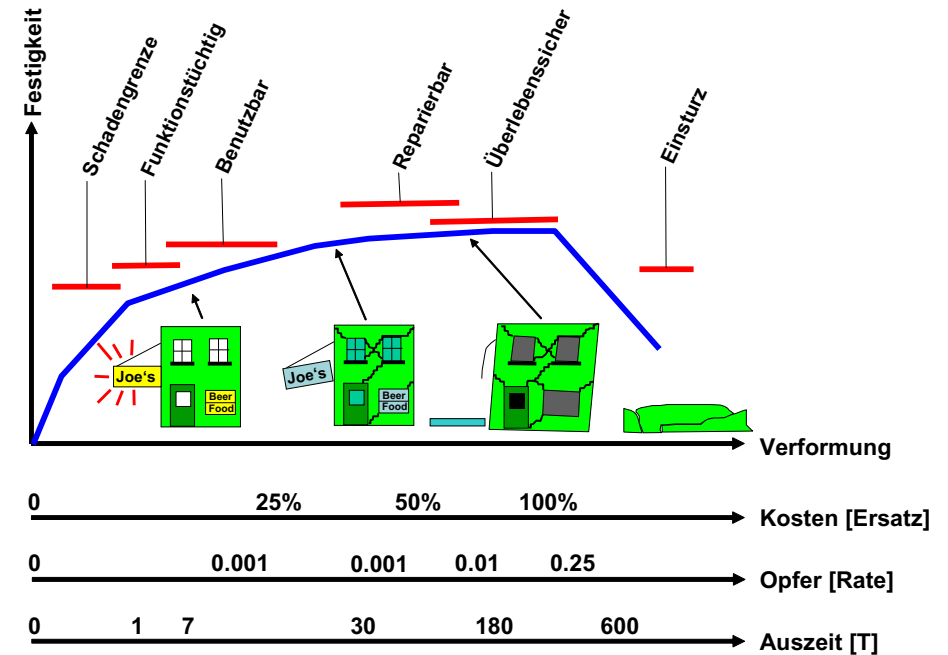 Festigkeit
Schadengrenze
Funktionstüchtig
Benutzbar
Reparierbar
Überlebenssicher
Einsturz
Joe's
Beer
Food
Joe's
Beer
Food
Verformung
0 25% 50% 100%
Kosten [Ersatz]
0 0.001 0.001 0.01 0.25
Opfer [Rate]
0 1 7 30 180 600
Auszeit [T]